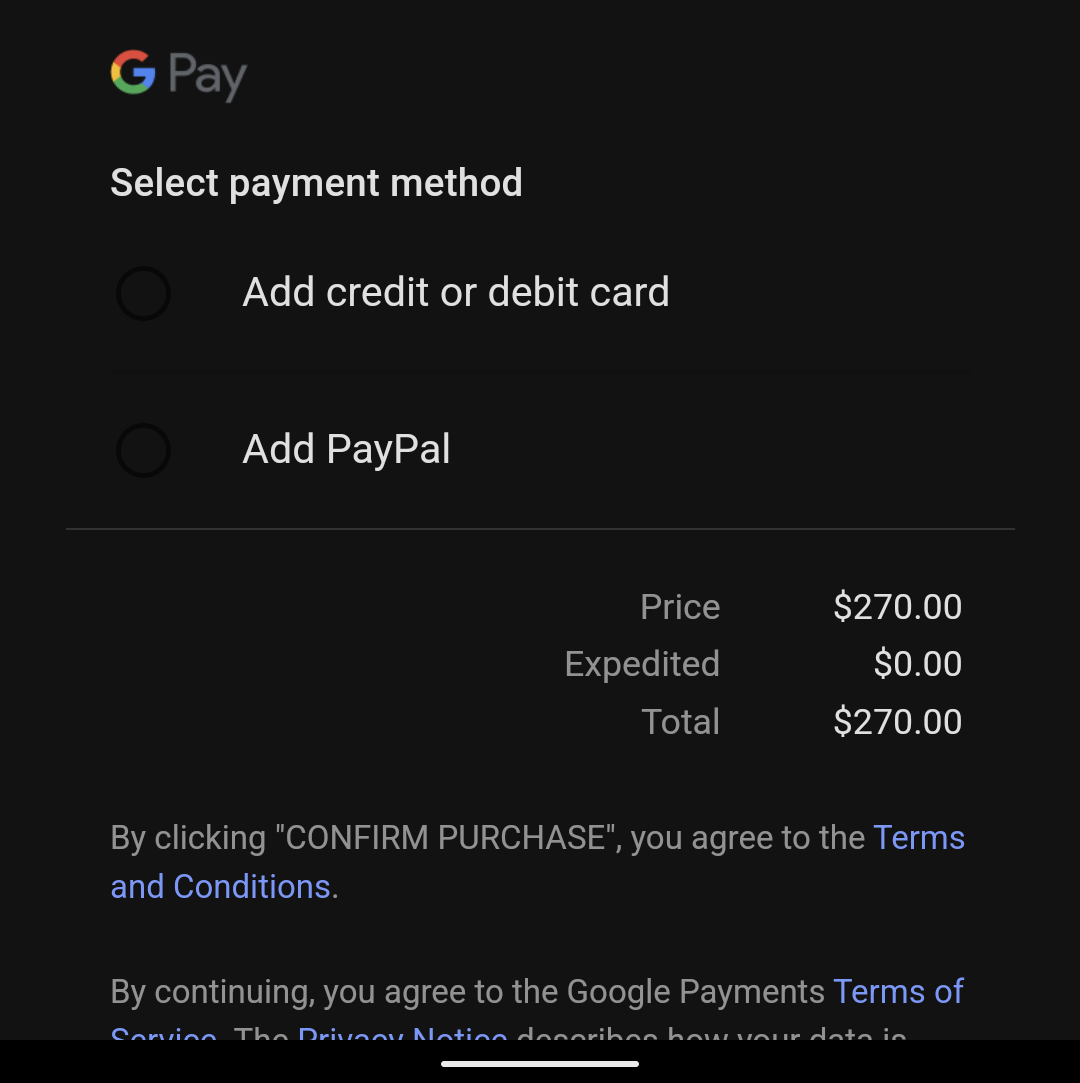 G Pay
Select payment method
Add credit or debit card
Add PayPal
Price $270.00
Expedited $0.00
Total $270.00
By clicking "CONFIRM PURCHASE", you agree to the Terms
and Conditions.
By continuing, you agree to the Google Payments Terms of
Service. The Privacy Notice describes how your data is